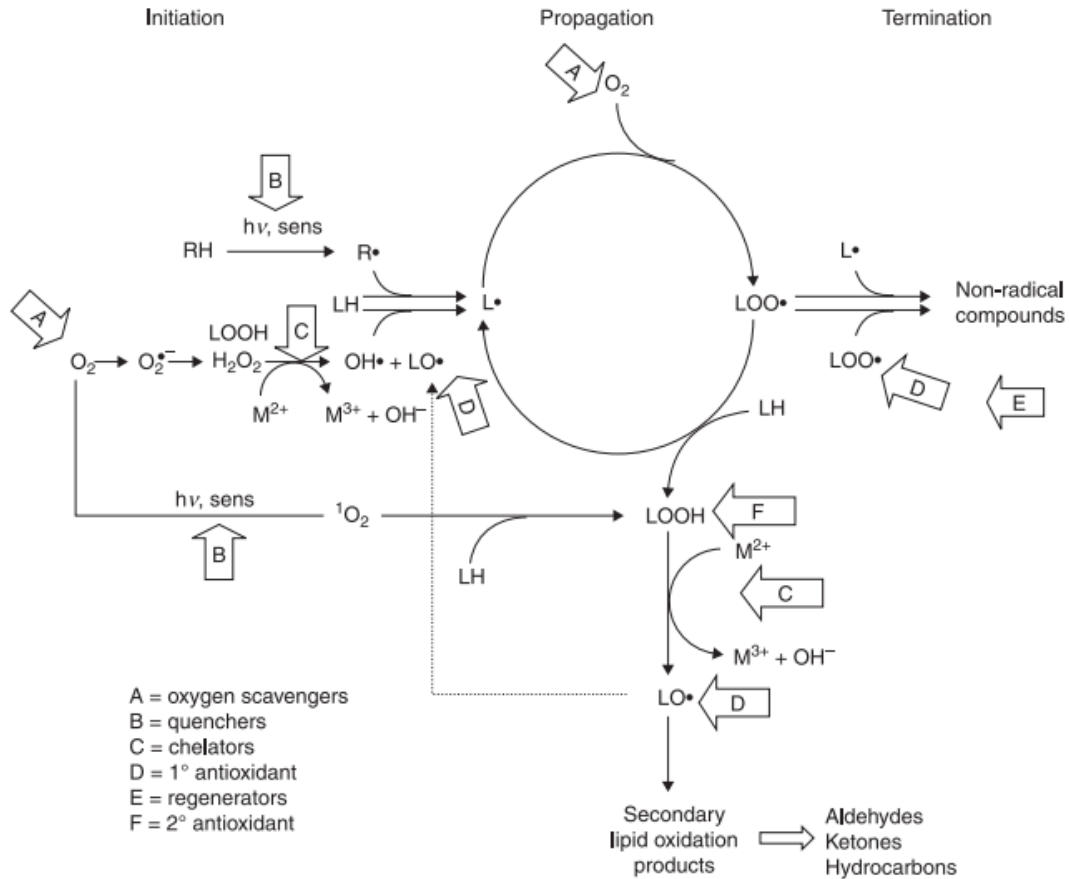 Initiation
Propagation
Termination
A
O₂
B
hν, sens
RH
R•
LH
L•
LOO•
L•
Non-radical
compounds
LOO•
A
LOOH
C
O₂
O₂•⁻
H₂O₂
OH• + LO•
D
D
E
M²⁺
M³⁺ + OH⁻
LH
hν, sens
¹O₂
LOOH
F
B
LH
M²⁺
C
M³⁺ + OH⁻
LO•
D
A = oxygen scavengers
B = quenchers
C = chelators
D = 1° antioxidant
E = regenerators
F = 2° antioxidant
Secondary
lipid oxidation
products
Aldehydes
Ketones
Hydrocarbons